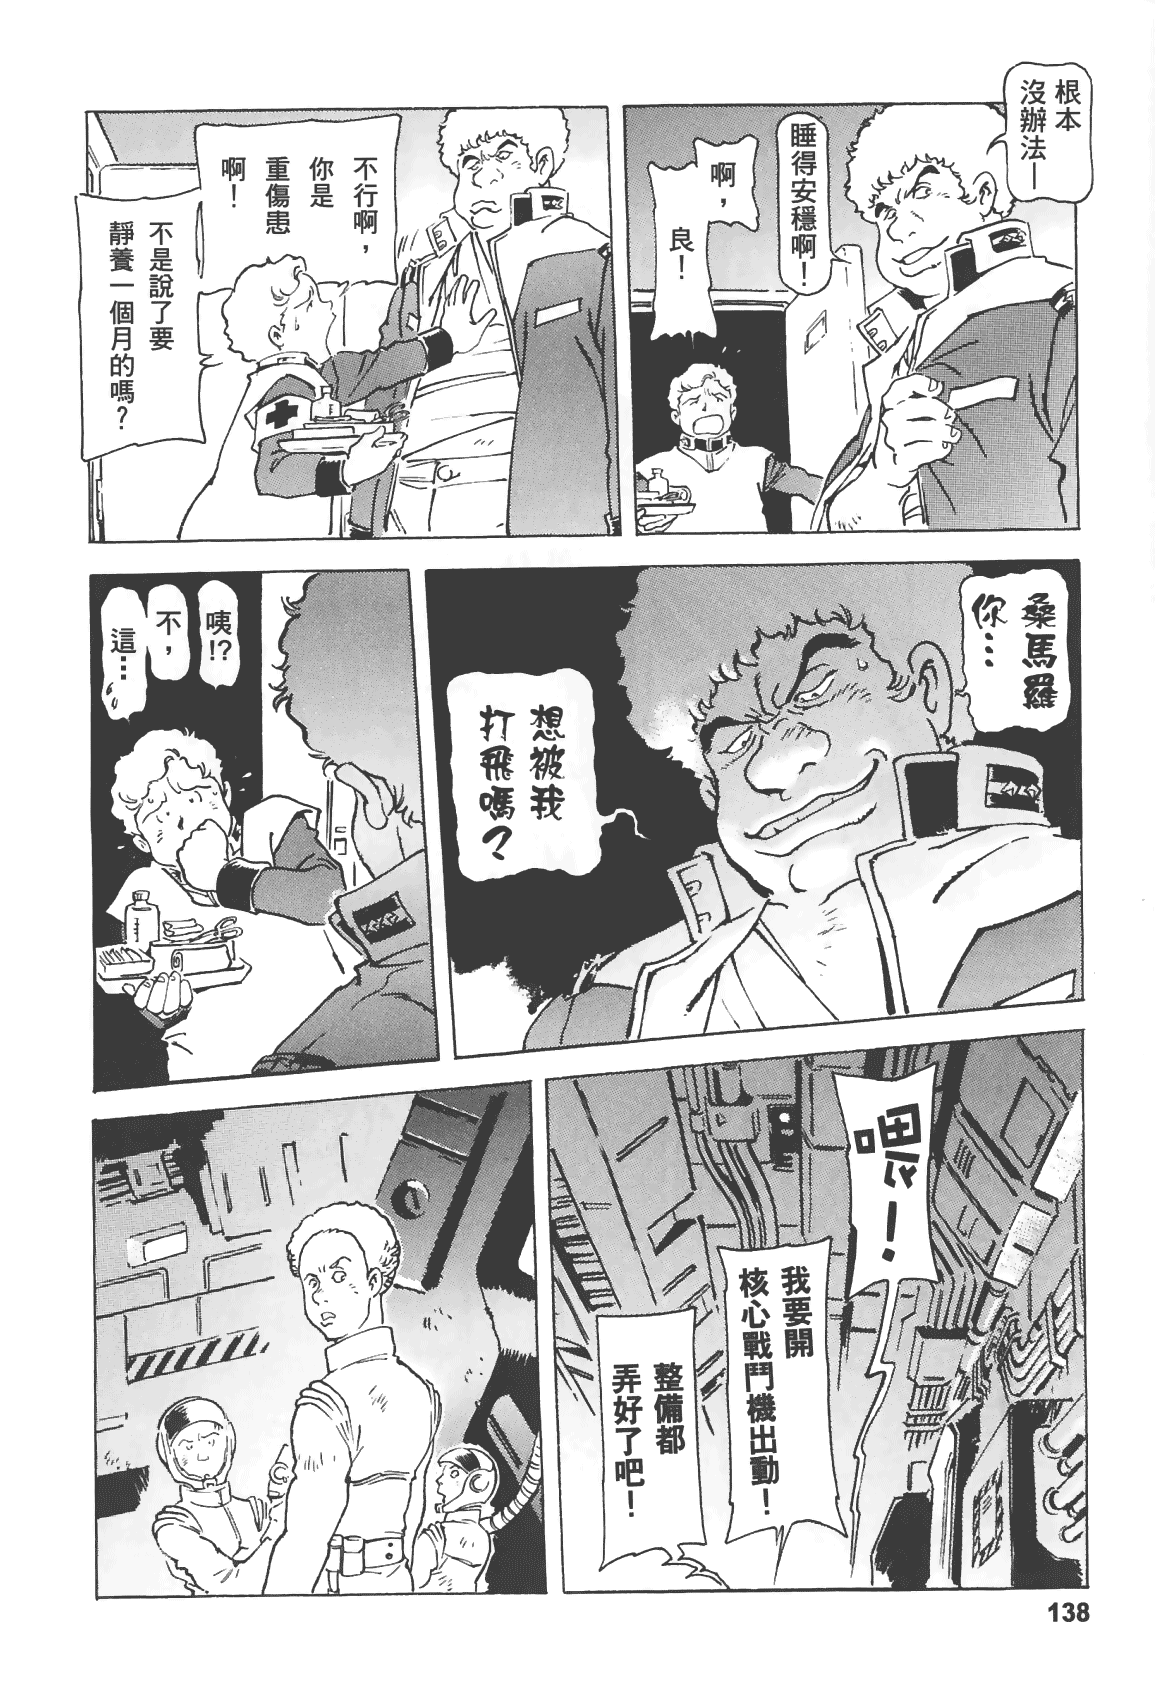 根本
沒辦法─
睡得安穩啊！
啊，
良！
不行啊，
你是
重傷患
啊！
不是說了要
靜養一個月的嗎？
桑馬羅
你…
想被我
打飛嗎？
咦!?
不，
這…
喂！
我要開
核心戰鬥機出動！
整備都
弄好了吧！
138